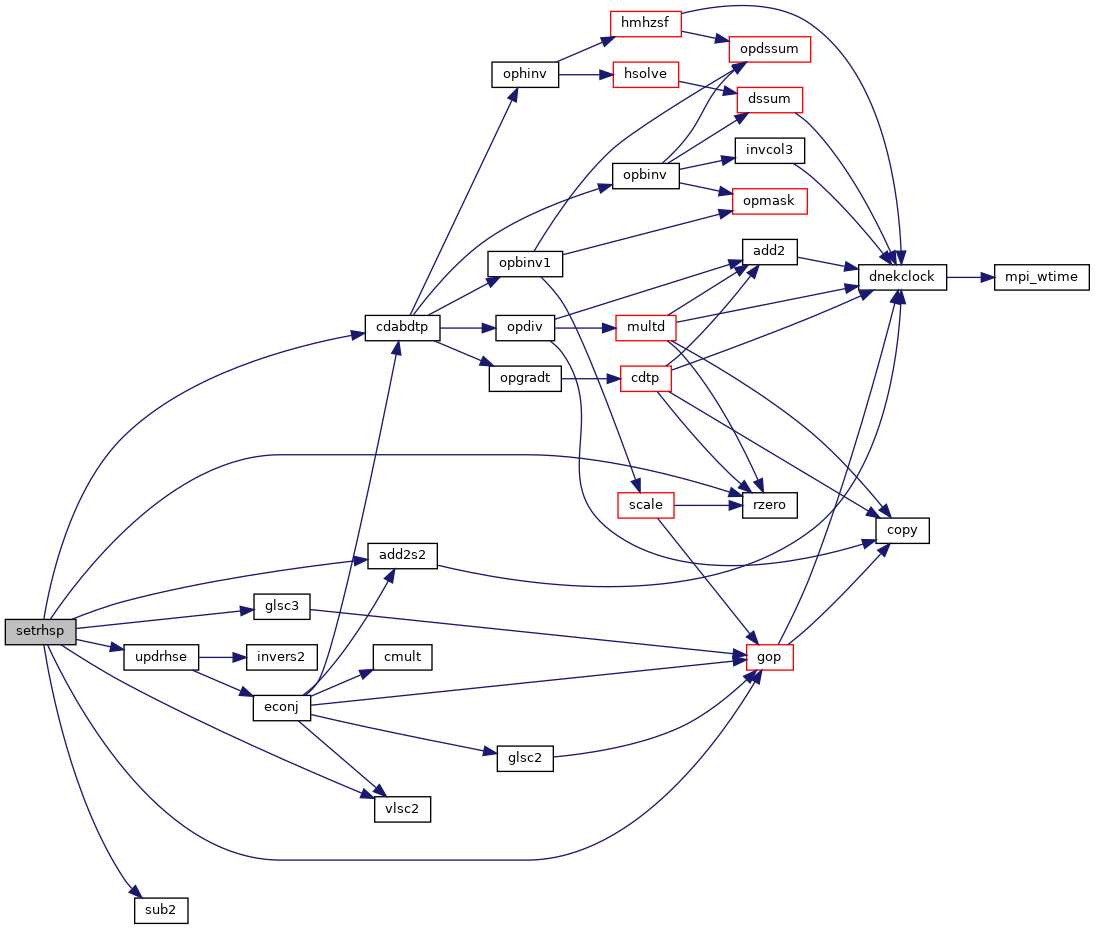 hmhzsf
opdssum
ophinv
hsolve
dssum
invcol3
opbinv
opmask
add2
opbinv1
dnekclock
mpi_wtime
cdabdtp
opdiv
multd
opgradt
cdtp
scale
rzero
copy
add2s2
glsc3
setrhsp
updrhse
invers2
cmult
gop
econj
glsc2
vlsc2
sub2